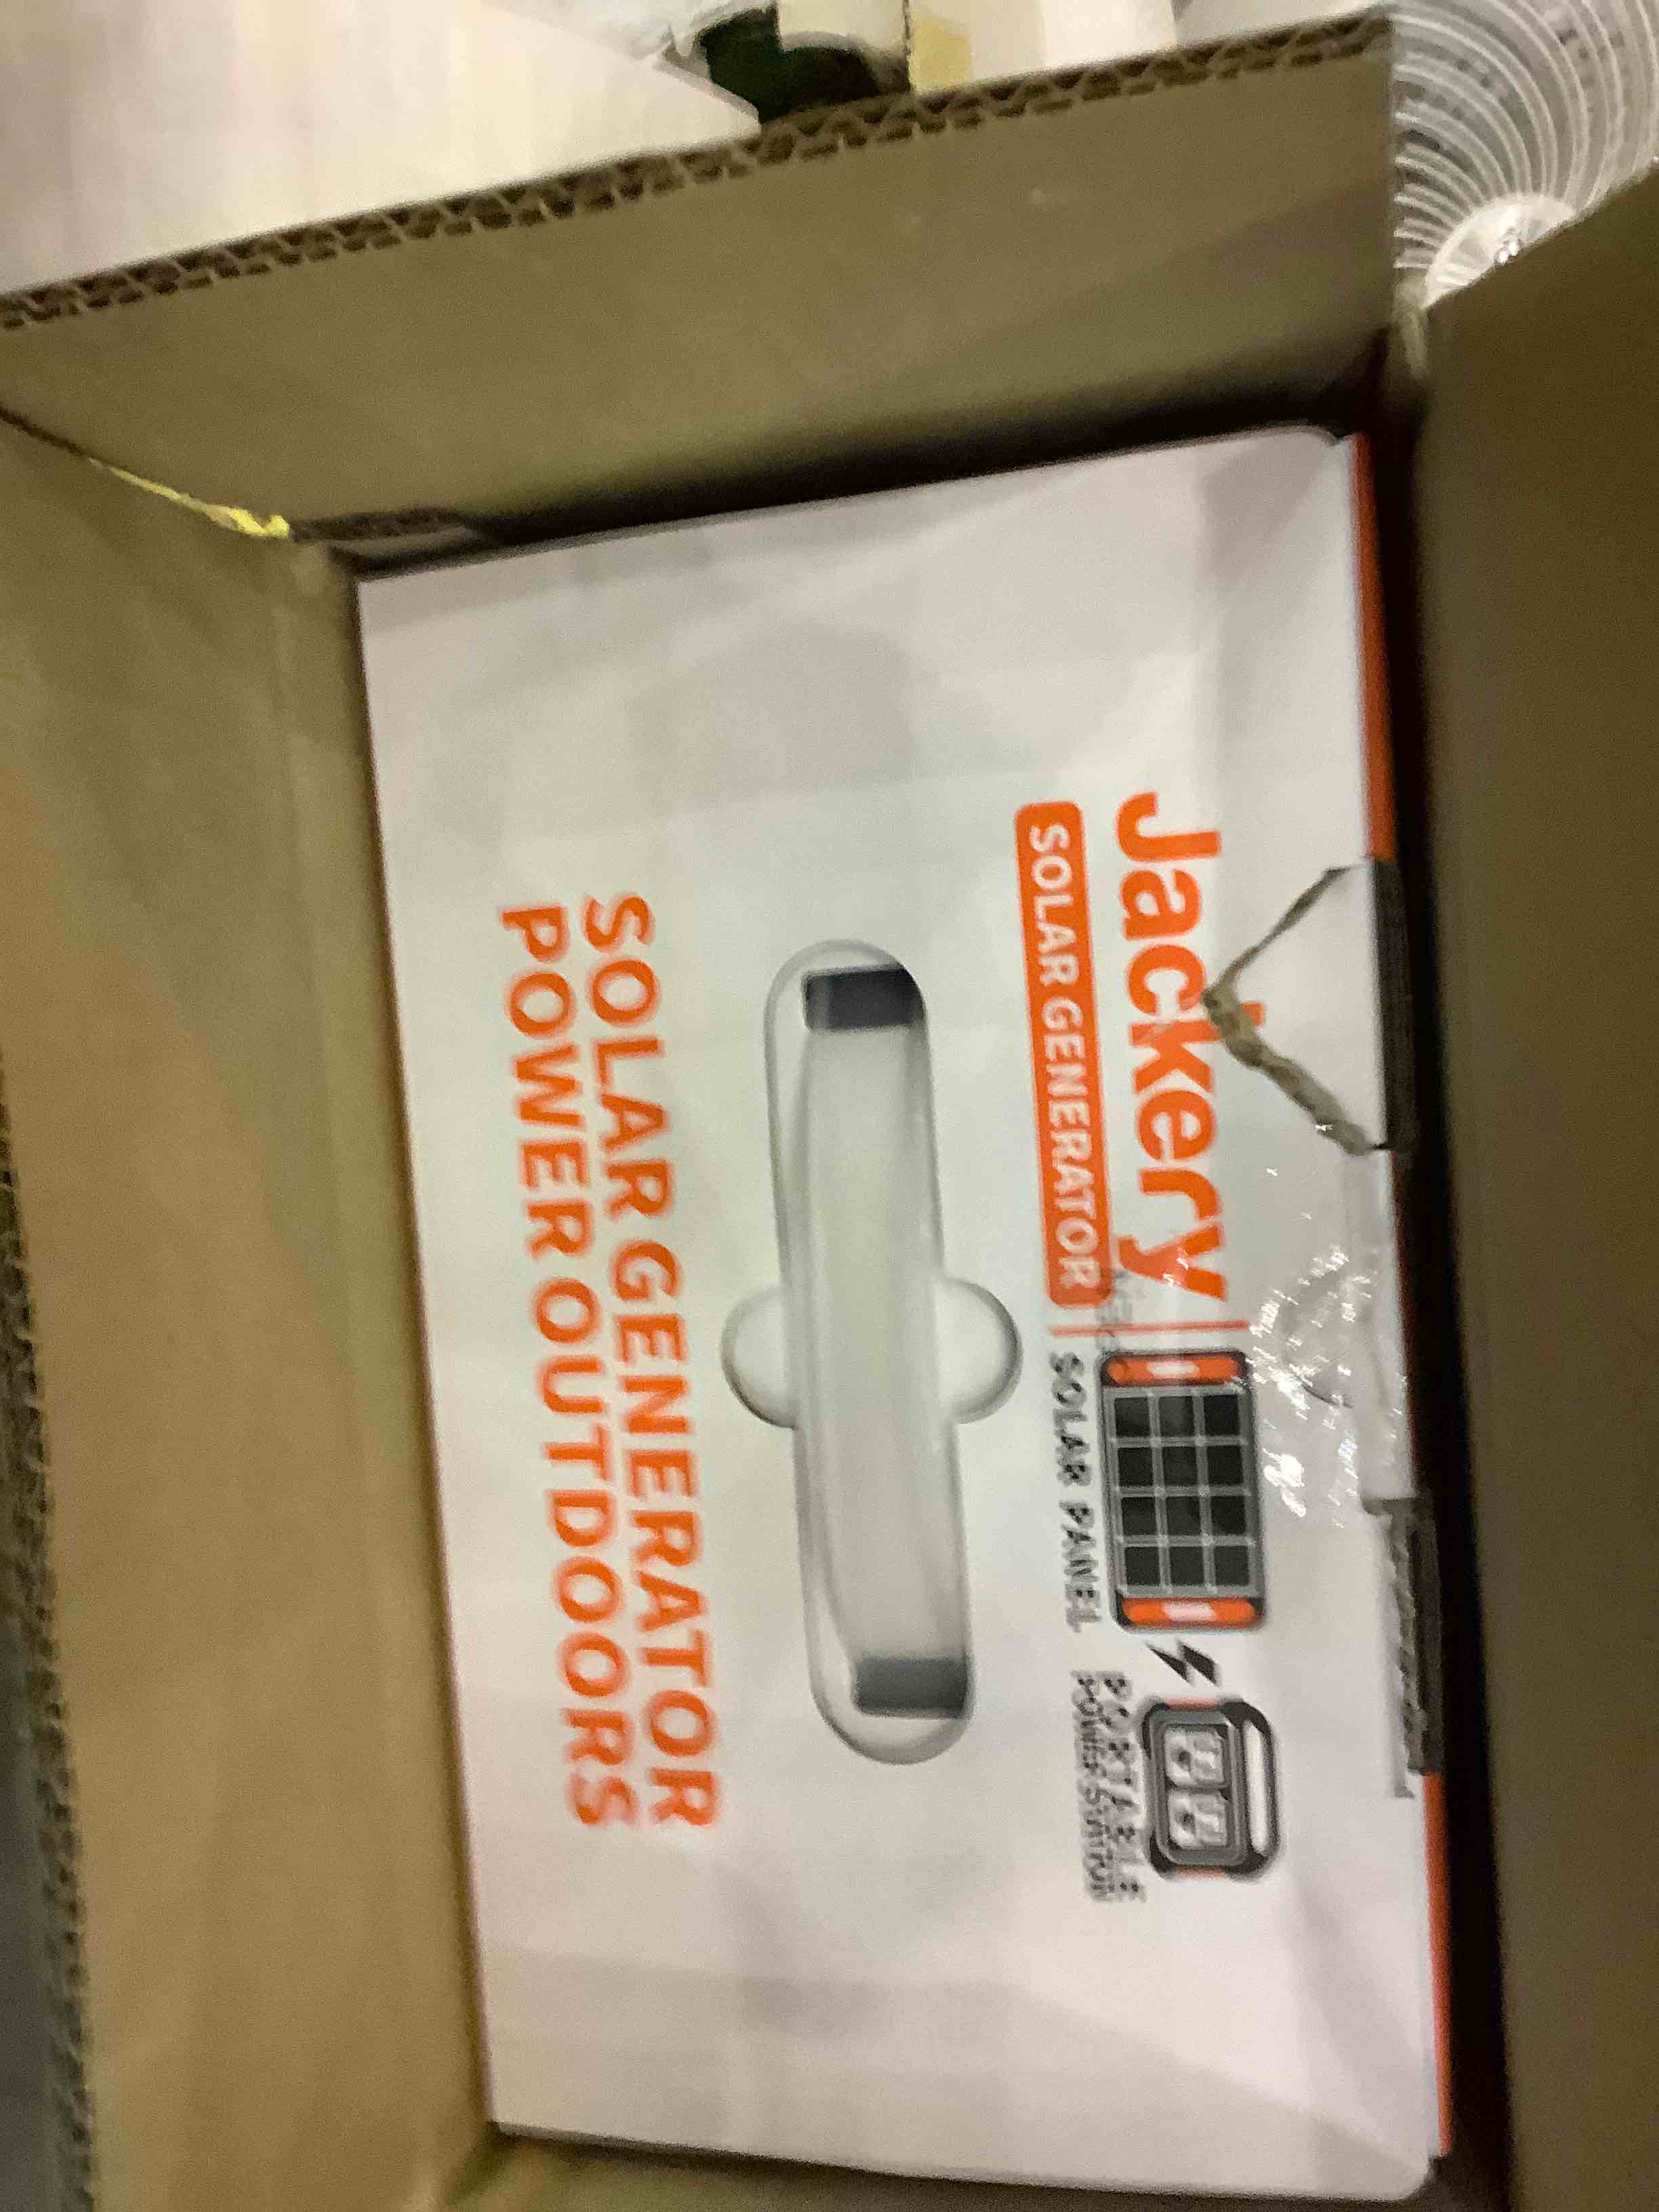 Jackery
SOLAR GENERATOR
SOLAR PANEL
PORTABLE
POWER STATION
SOLAR GENERATOR
POWER OUTDOORS